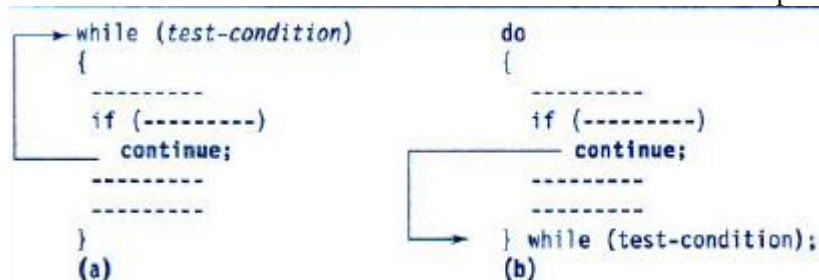 while (test-condition)
{
---------
if (---------)
continue;
---------
---------
}
(a)
do
{
---------
if (---------)
continue;
---------
---------
} while (test-condition);
(b)